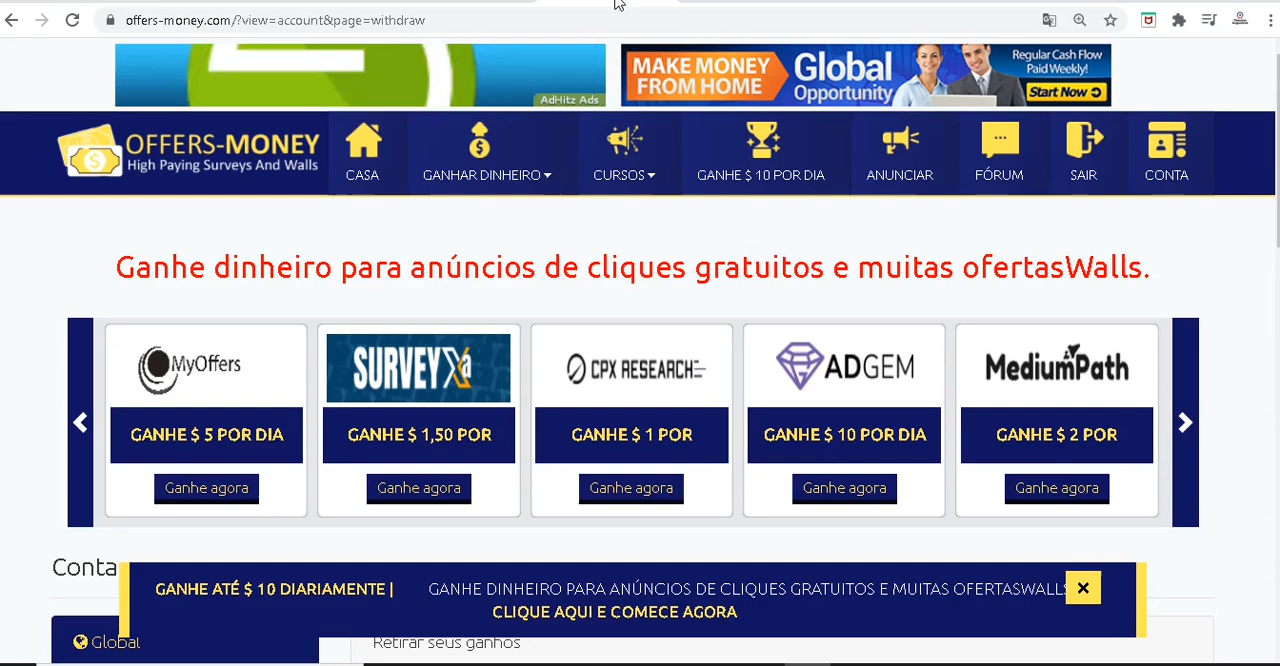 offers-money.com/?view=account&page=withdraw
AdHitz Ads
MAKE MONEY
FROM HOME
Global
Opportunity
Regular Cash Flow
Paid Weekly!
Start Now
OFFERS-MONEY
High Paying Surveys And Walls
CASA
GANHAR DINHEIRO
CURSOS
GANHE $ 10 POR DIA
ANUNCIAR
FÓRUM
SAIR
CONTA
Ganhe dinheiro para anúncios de cliques gratuitos e muitas ofertasWalls.
MyOffers
SURVEY
CPX RESEARCH
ADGEM
MediumPath
GANHE $ 5 POR DIA
GANHE $ 1,50 POR
GANHE $ 1 POR
GANHE $ 10 POR DIA
GANHE $ 2 POR
Ganhe agora
Ganhe agora
Ganhe agora
Ganhe agora
Ganhe agora
Conta
GANHE ATÉ $ 10 DIARIAMENTE |
GANHE DINHEIRO PARA ANÚNCIOS DE CLIQUES GRATUITOS E MUITAS OFERTASWALLS
CLIQUE AQUI E COMECE AGORA
Global
Retirar seus ganhos